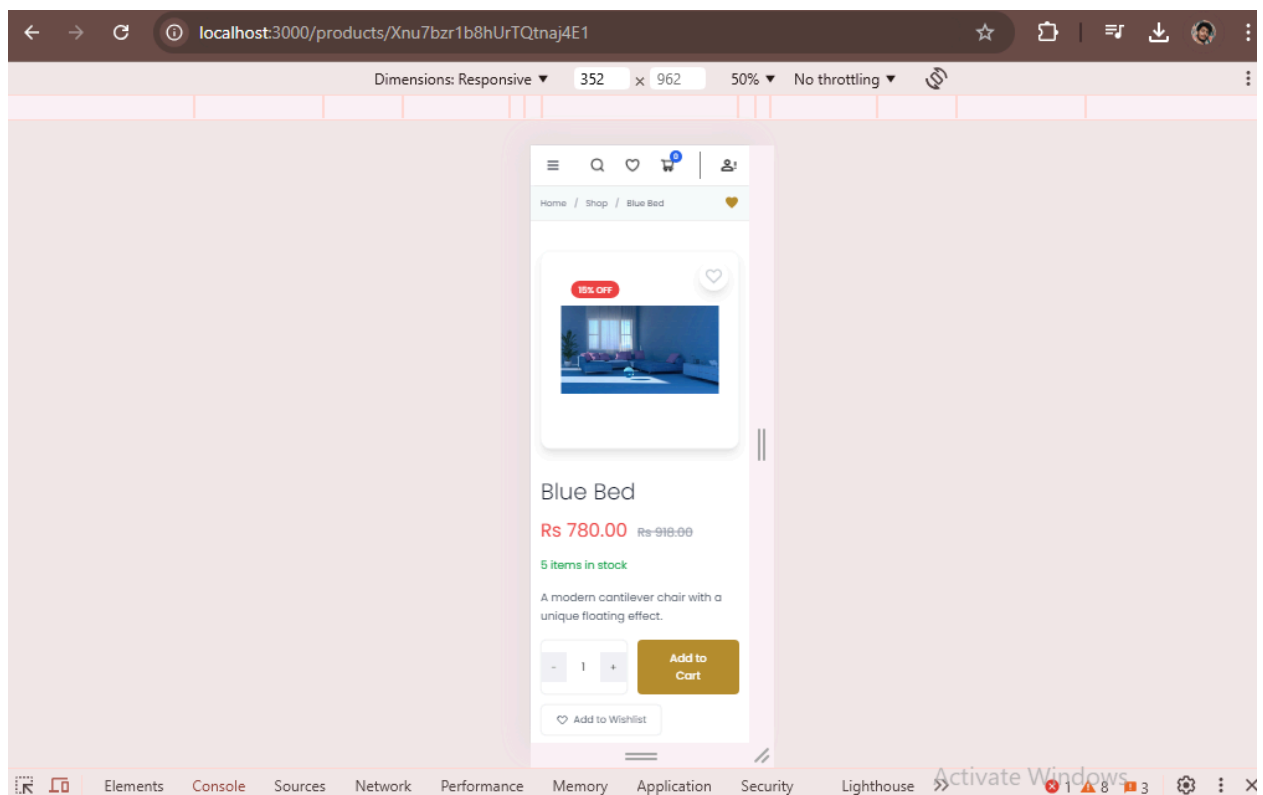 localhost:3000/products/Xnu7bzr1b8hUrTQtnaj4E1
Dimensions: Responsive ▼ 352 × 962 50% ▼ No throttling ▼
0
Home / Shop / Blue Bed
15% OFF
Blue Bed
Rs 780.00 Rs 918.00
5 items in stock
A modern cantilever chair with a
unique floating effect.
- 1 + Add to
Cart
Add to Wishlist
Activate Windows
Elements Console Sources Network Performance Memory Application Security Lighthouse » 1 8 3